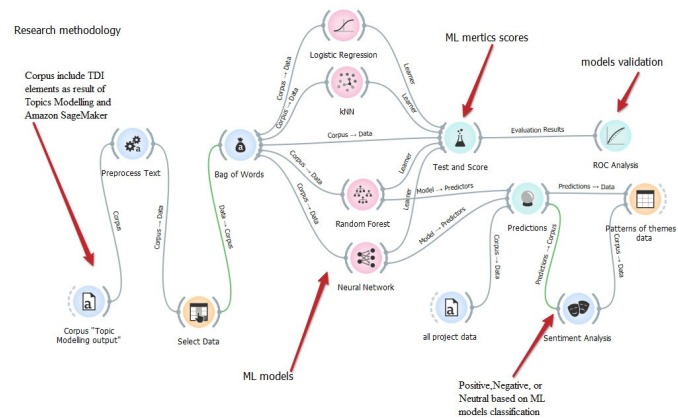 Research methodology
Corpus include TDI
elements as result of
Topics Modelling and
Amazon SageMaker
ML mertics scores
models validation
Logistic Regression
kNN
Preprocess Text
Bag of Words
Test and Score
ROC Analysis
Random Forest
Predictions
Patterns of themes
data
Neural Network
Corpus "Topic
Modelling output"
Select Data
all project data
Sentiment Analysis
ML models
Positive,Negative, or
Neutral based on ML
models classification
Corpus
Corpus → Data
Data → Corpus
Corpus → Data
Corpus → Data
Corpus → Data
Corpus → Data
Corpus → Data
Learner
Learner
Learner
Learner
Evaluation Results
Model → Predictors
Model → Predictors
Predictions → Data
Corpus → Data
Predictions → Corpus
Corpus → Data